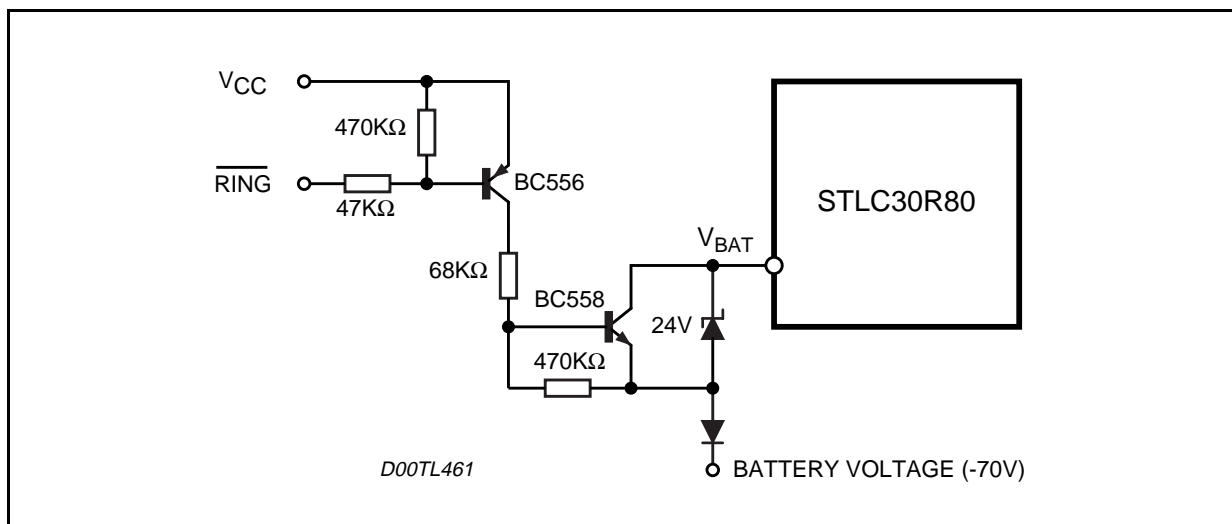 VCC
470KΩ
RING
47KΩ
BC556
STLC30R80
68KΩ
VBAT
BC558
24V
470KΩ
D00TL461
BATTERY VOLTAGE (-70V)